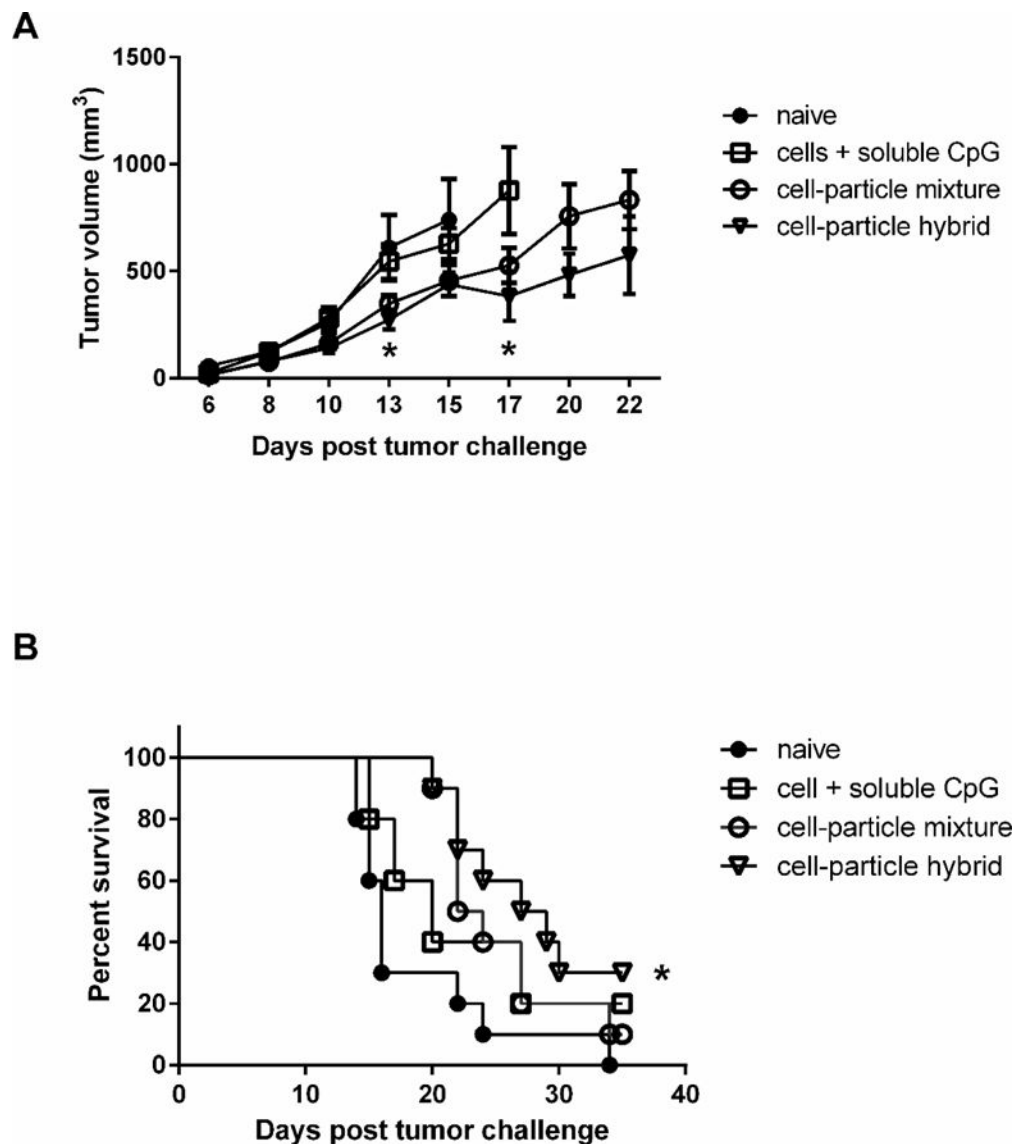 A
Tumor volume (mm³)
1500
1000
500
0
6 8 10 13 15 17 20 22
Days post tumor challenge
* *
naive
cells + soluble CpG
cell-particle mixture
cell-particle hybrid
B
Percent survival
100
80
60
40
20
0
0 10 20 30 40
Days post tumor challenge
*
naive
cell + soluble CpG
cell-particle mixture
cell-particle hybrid